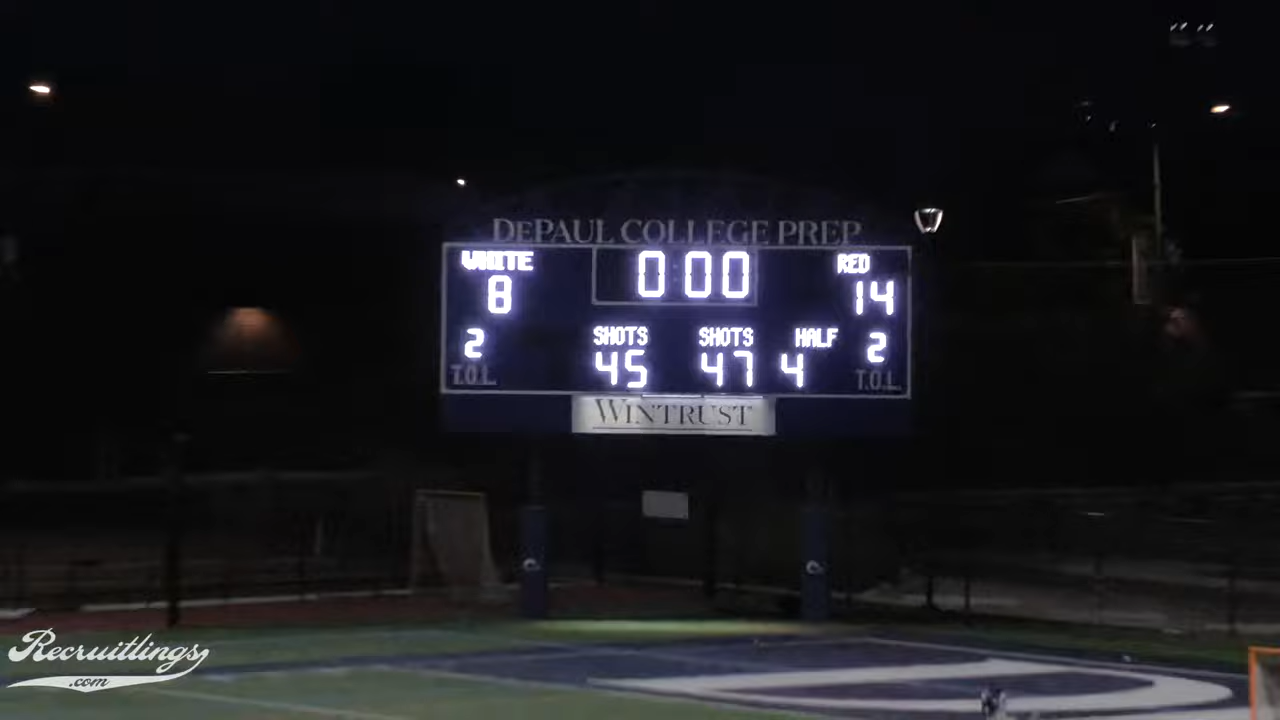 DEPAUL COLLEGE PREP
WHITE 0:00 RED
8 14
SHOTS SHOTS HALF
2 45 47 4 2
T.O.L. T.O.L.
WINTRUST
Recruitlings
.com